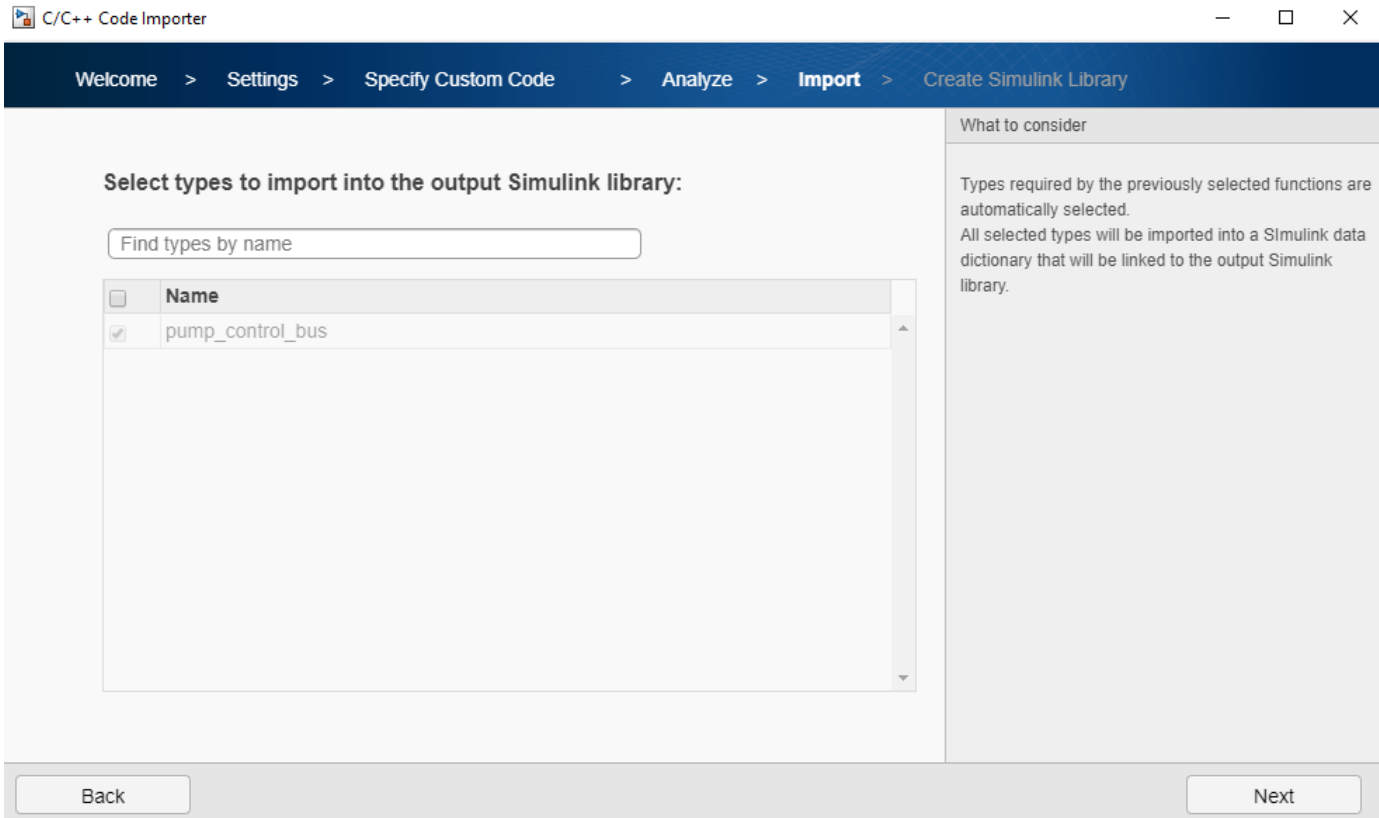 C/C++ Code Importer
Welcome > Settings > Specify Custom Code > Analyze > Import > Create Simulink Library
What to consider
Select types to import into the output Simulink library:
Find types by name
Name
pump_control_bus
Types required by the previously selected functions are
automatically selected.
All selected types will be imported into a SImulink data
dictionary that will be linked to the output Simulink
library.
Back
Next